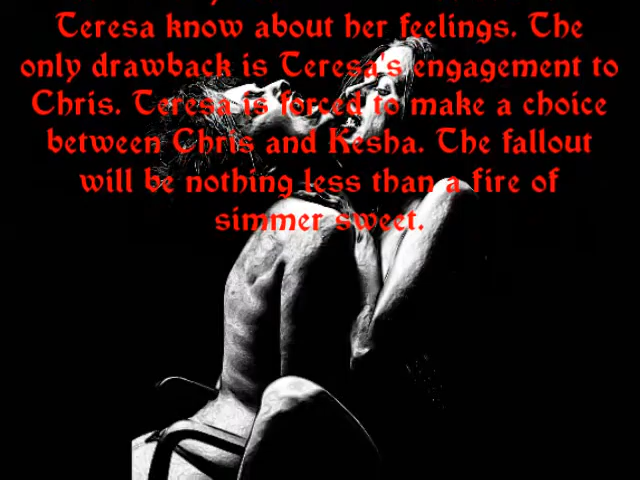 Teresa know about her feelings. The
only drawback is Teresa's engagement to
Chris. Teresa is forced to make a choice
between Chris and Kesha. The fallout
will be nothing less than a fire of
simmer sweet.